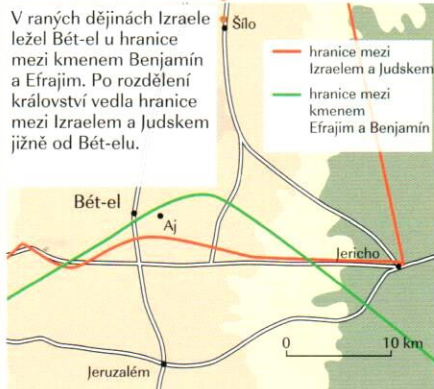 V raných dějinách Izraele
ležel Bét-el u hranice
mezi kmenem Benjamín
a Efrajim. Po rozdělení
království vedla hranice
mezi Izraelem a Judskem
jižně od Bét-elu.
Šílo
hranice mezi
Izraelem a Judskem
hranice mezi
kmenem
Efrajim a Benjamín
Bét-el
Aj
Jericho
0 10 km
Jeruzalém